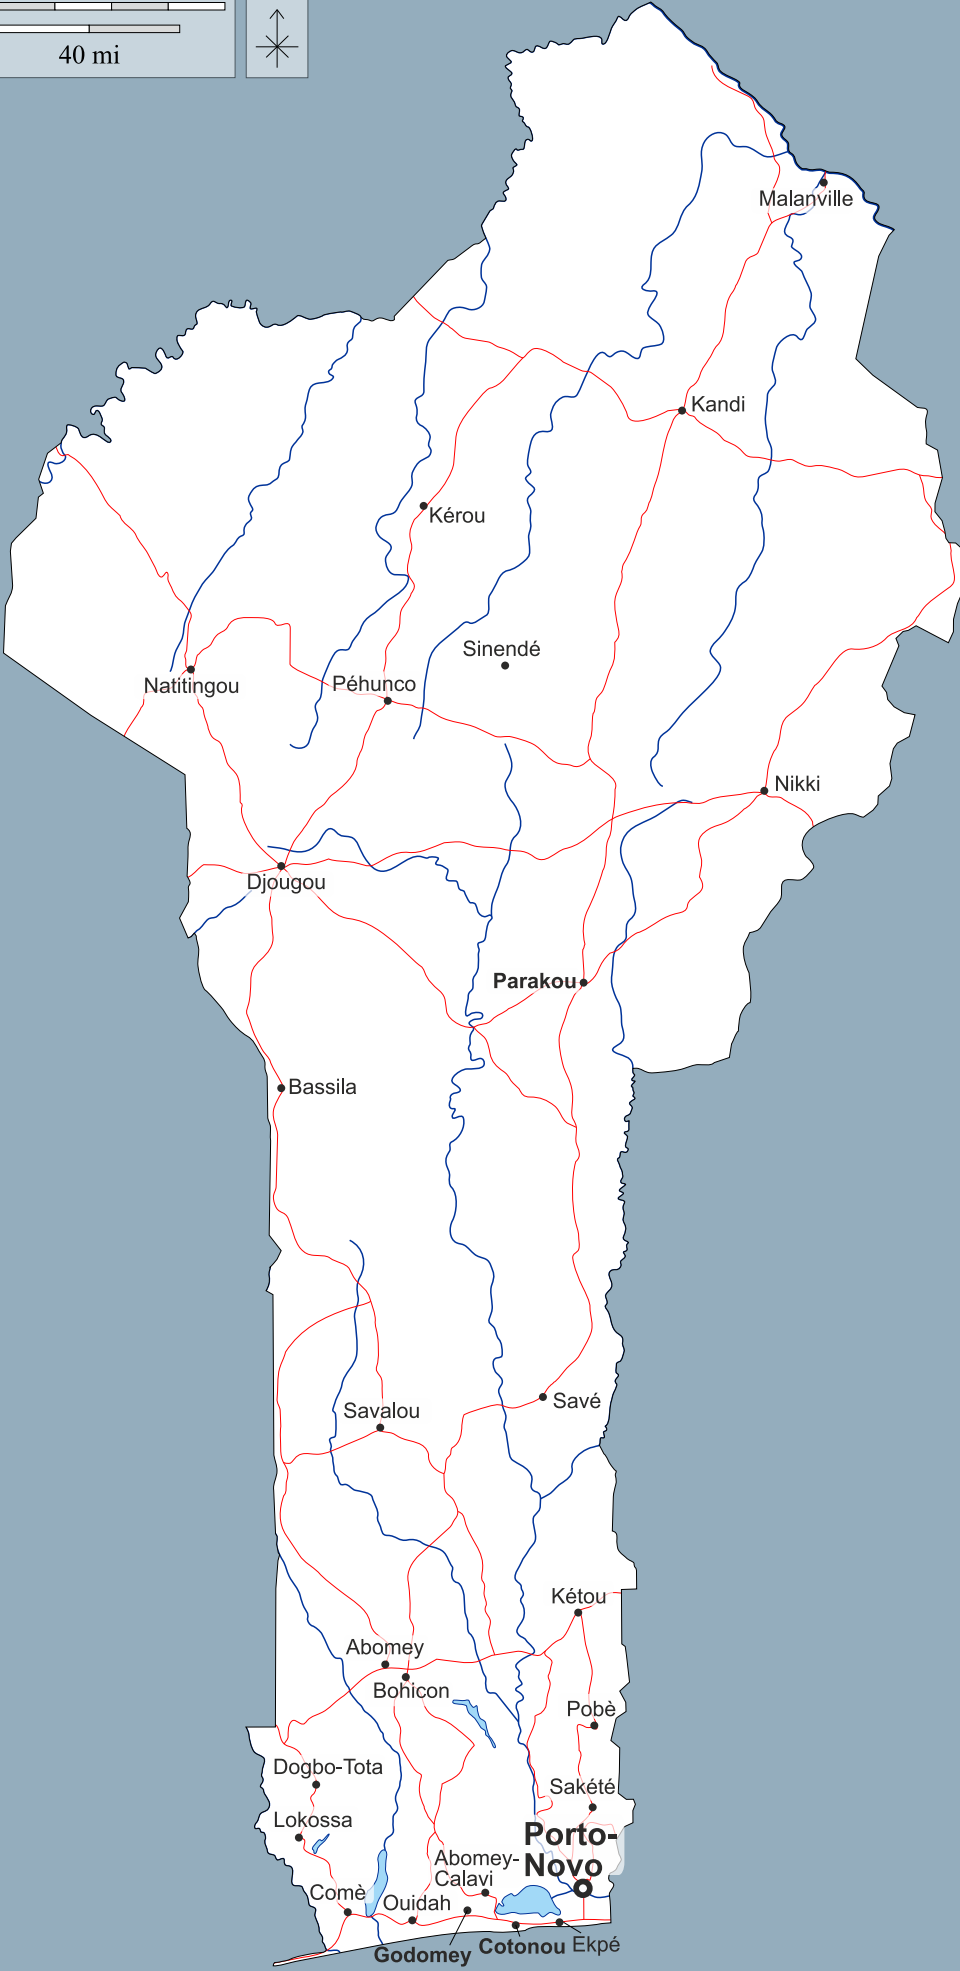 40 mi
Malanville
Kandi
Kérou
Sinendé
Natitingou
Péhunco
Nikki
Djougou
Parakou
Bassila
Savé
Savalou
Kétou
Abomey
Bohicon
Pobè
Dogbo-Tota
Sakété
Lokossa
Porto-
Novo
Abomey-
Calavi
Comè
Ouidah
Godomey
Cotonou
Ekpé